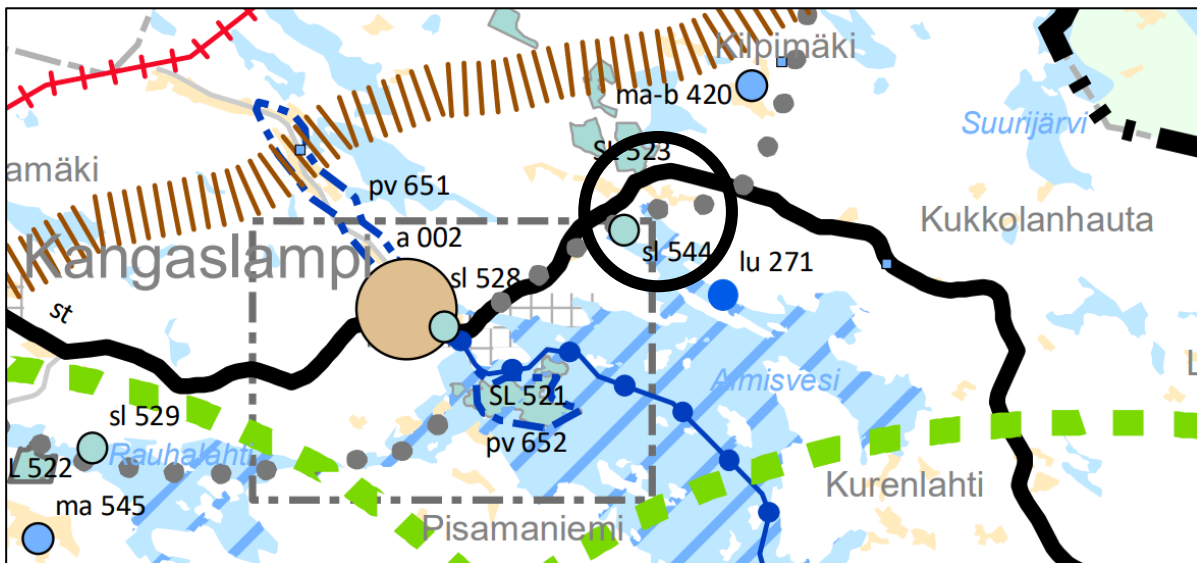 Kilpimäki
ma-b 420
Suurijärvi
SL 523
amäki
pv 651
Kukkolanhauta
a 002
Kangaslampi
sl 544
lu 271
sl 528
st
L
Aimisvesi
SL 521
sl 529
pv 652
Rauhalahti
L 522
Kurenlahti
ma 545
Pisamaniemi